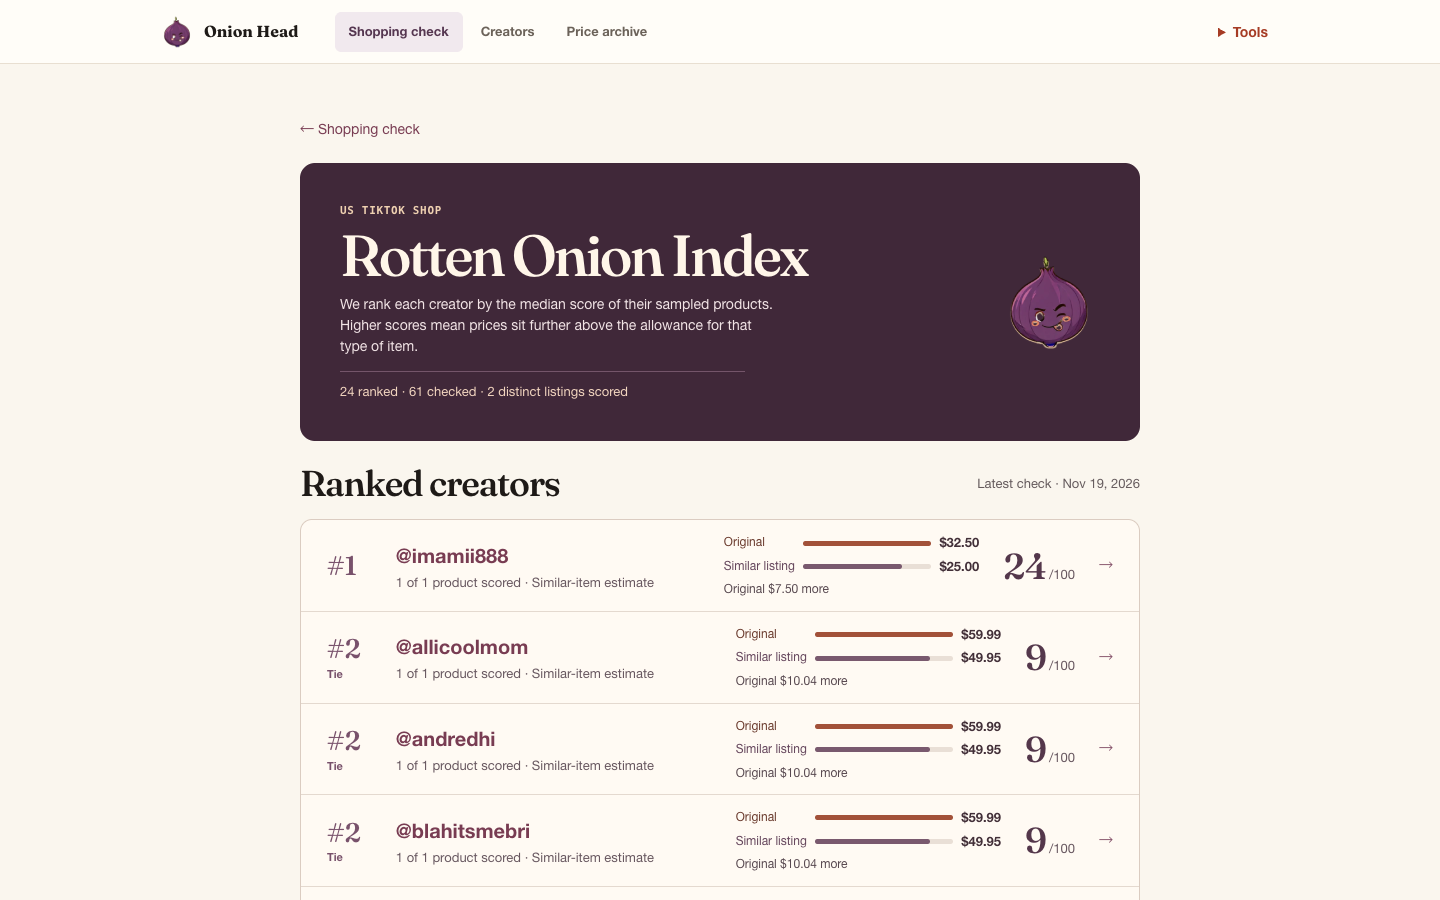 Onion Head
Shopping check
Creators
Price archive
▶ Tools
← Shopping check
US TIKTOK SHOP
Rotten Onion Index
We rank each creator by the median score of their sampled products.
Higher scores mean prices sit further above the allowance for that
type of item.
24 ranked · 61 checked · 2 distinct listings scored
Ranked creators
Latest check · Nov 19, 2026
#1
@imamii888
1 of 1 product scored · Similar-item estimate
Original $32.50
Similar listing $25.00
Original $7.50 more
24/100 →
#2
Tie
@allicoolmom
1 of 1 product scored · Similar-item estimate
Original $59.99
Similar listing $49.95
Original $10.04 more
9/100 →
#2
Tie
@andredhi
1 of 1 product scored · Similar-item estimate
Original $59.99
Similar listing $49.95
Original $10.04 more
9/100 →
#2
Tie
@blahitsmebri
1 of 1 product scored · Similar-item estimate
Original $59.99
Similar listing $49.95
Original $10.04 more
9/100 →